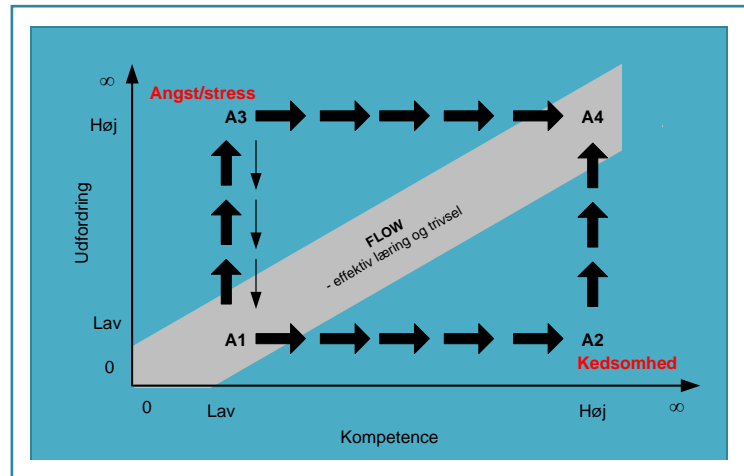 ∞
Angst/stress
Høj
A3
A4
Udfordring
FLOW
- effektiv læring og trivsel
Lav
A1
A2
0
Kedsomhed
0
Lav
Høj
∞
Kompetence